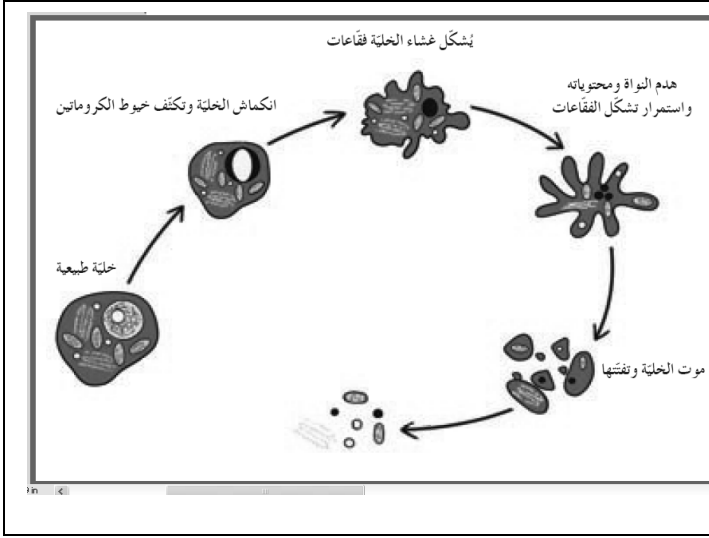 يُشكّل غشاء الخليّة فقّاعات
هدم النواة ومحتوياته
واستمرار تشكّل الفقّاعات
انكماش الخليّة وتكثّف خيوط الكروماتين
خليّة طبيعية
موت الخليّة وتفتّتها
in